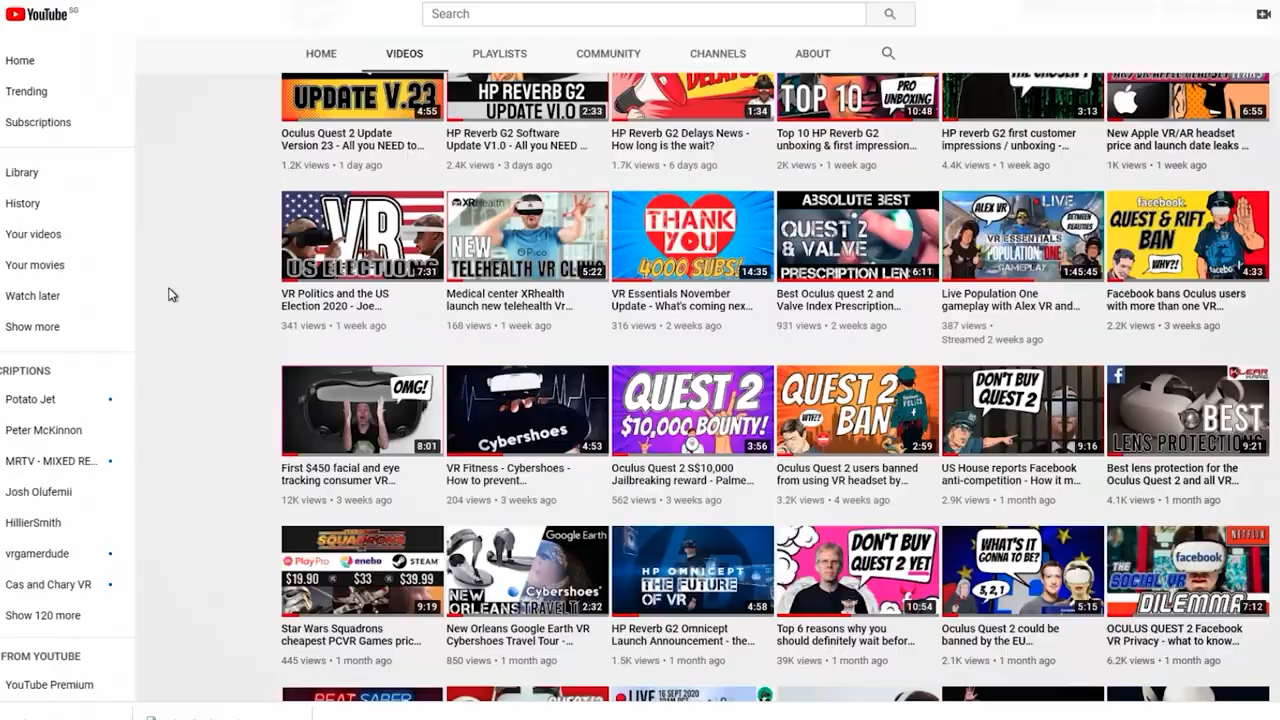 YouTube SG
Search
HOME
VIDEOS
PLAYLISTS
COMMUNITY
CHANNELS
ABOUT
Home
Trending
Subscriptions
Library
History
Your videos
Your movies
Watch later
Show more
CRIPTIONS
Potato Jet
Peter McKinnon
MRTV - MIXED RE...
Josh Olufemii
HillierSmith
vrgamerdude
Cas and Chary VR
Show 120 more
FROM YOUTUBE
YouTube Premium
UPDATE V.23
4:55
HP REVERB G2
UPDATE V1.0
2:33
1:34
TOP 10
PRO
UNBOXING
10:48
3:13
6:55
Oculus Quest 2 Update
Version 23 - All you NEED to...
1.2K views • 1 day ago
HP Reverb G2 Software
Update V1.0 - All you NEED ...
2.4K views • 3 days ago
HP Reverb G2 Delays News -
How long is the wait?
1.7K views • 6 days ago
Top 10 HP Reverb G2
unboxing & first impression...
2K views • 1 week ago
HP reverb G2 first customer
impressions / unboxing -...
4.4K views • 1 week ago
New Apple VR/AR headset
price and launch date leaks ...
1K views • 1 week ago
VR
US ELECTION
7:31
XRHealth
NEW
Pico
TELEHEALTH VR
5:22
THANK
YOU
4000 SUBS!
14:35
ABSOLUTE BEST
QUEST 2
& VALVE
PRESCRIPTION LEN
6:11
ALEX VR
LIVE
BETWEEN
REALITIES
VR ESSENTIALS
POPULATION: ONE
GAMEPLAY
1:45:45
facebook
QUEST & RIFT
BAN
WHY?!
4:33
VR Politics and the US
Election 2020 - Joe...
341 views • 1 week ago
Medical center XRhealth
launch new telehealth Vr...
168 views • 1 week ago
VR Essentials November
Update - What's coming nex...
316 views • 2 weeks ago
Best Oculus quest 2 and
Valve Index Prescription...
931 views • 2 weeks ago
Live Population One
gameplay with Alex VR and...
387 views •
Streamed 2 weeks ago
Facebook bans Oculus users
with more than one VR...
2.2K views • 3 weeks ago
OMG!
8:01
Cybershoes
4:53
QUEST 2
$10,000 BOUNTY!
3:56
QUEST 2
BAN
WTF!?
POLICE
2:59
DON'T BUY
QUEST 2
9:16
BEST
LENS PROTECTION
9:21
First $450 facial and eye
tracking consumer VR...
12K views • 3 weeks ago
VR Fitness - Cybershoes -
How to prevent...
204 views • 3 weeks ago
Oculus Quest 2 S$10,000
Jailbreaking reward - Palme...
562 views • 3 weeks ago
Oculus Quest 2 users banned
from using VR headset by...
3.2K views • 4 weeks ago
US House reports Facebook
anti-competition - How it m...
2.9K views • 1 month ago
Best lens protection for the
Oculus Quest 2 and all VR...
4.1K views • 1 month ago
SQUADRONS
PlayPro
eneba
STEAM
$19.90
$33
$39.99
9:19
Google Earth
Cybershoes
NEW
ORLEANS TRAVEL
2:32
HP OMNICEPT
THE FUTURE
OF VR
4:58
DON'T BUY
QUEST 2 YET
10:54
WHAT'S IT
GONNA TO BE?
3, 2, 1
5:15
NETFLIX
facebook
THE SOCIAL VR
DILEMMA
7:12
Star Wars Squadrons
cheapest PCVR Games pric...
445 views • 1 month ago
New Orleans Google Earth VR
Cybershoes Travel Tour -...
850 views • 1 month ago
HP Reverb G2 Omnicept
Launch Announcement - the...
1.5K views • 1 month ago
Top 6 reasons why you
should definitely wait befor...
39K views • 1 month ago
Oculus Quest 2 could be
banned by the EU...
2.1K views • 1 month ago
OCULUS QUEST 2 Facebook
VR Privacy - what to know...
6.2K views • 1 month ago
BEAT SABER
LIVE
16 SEPT 2020